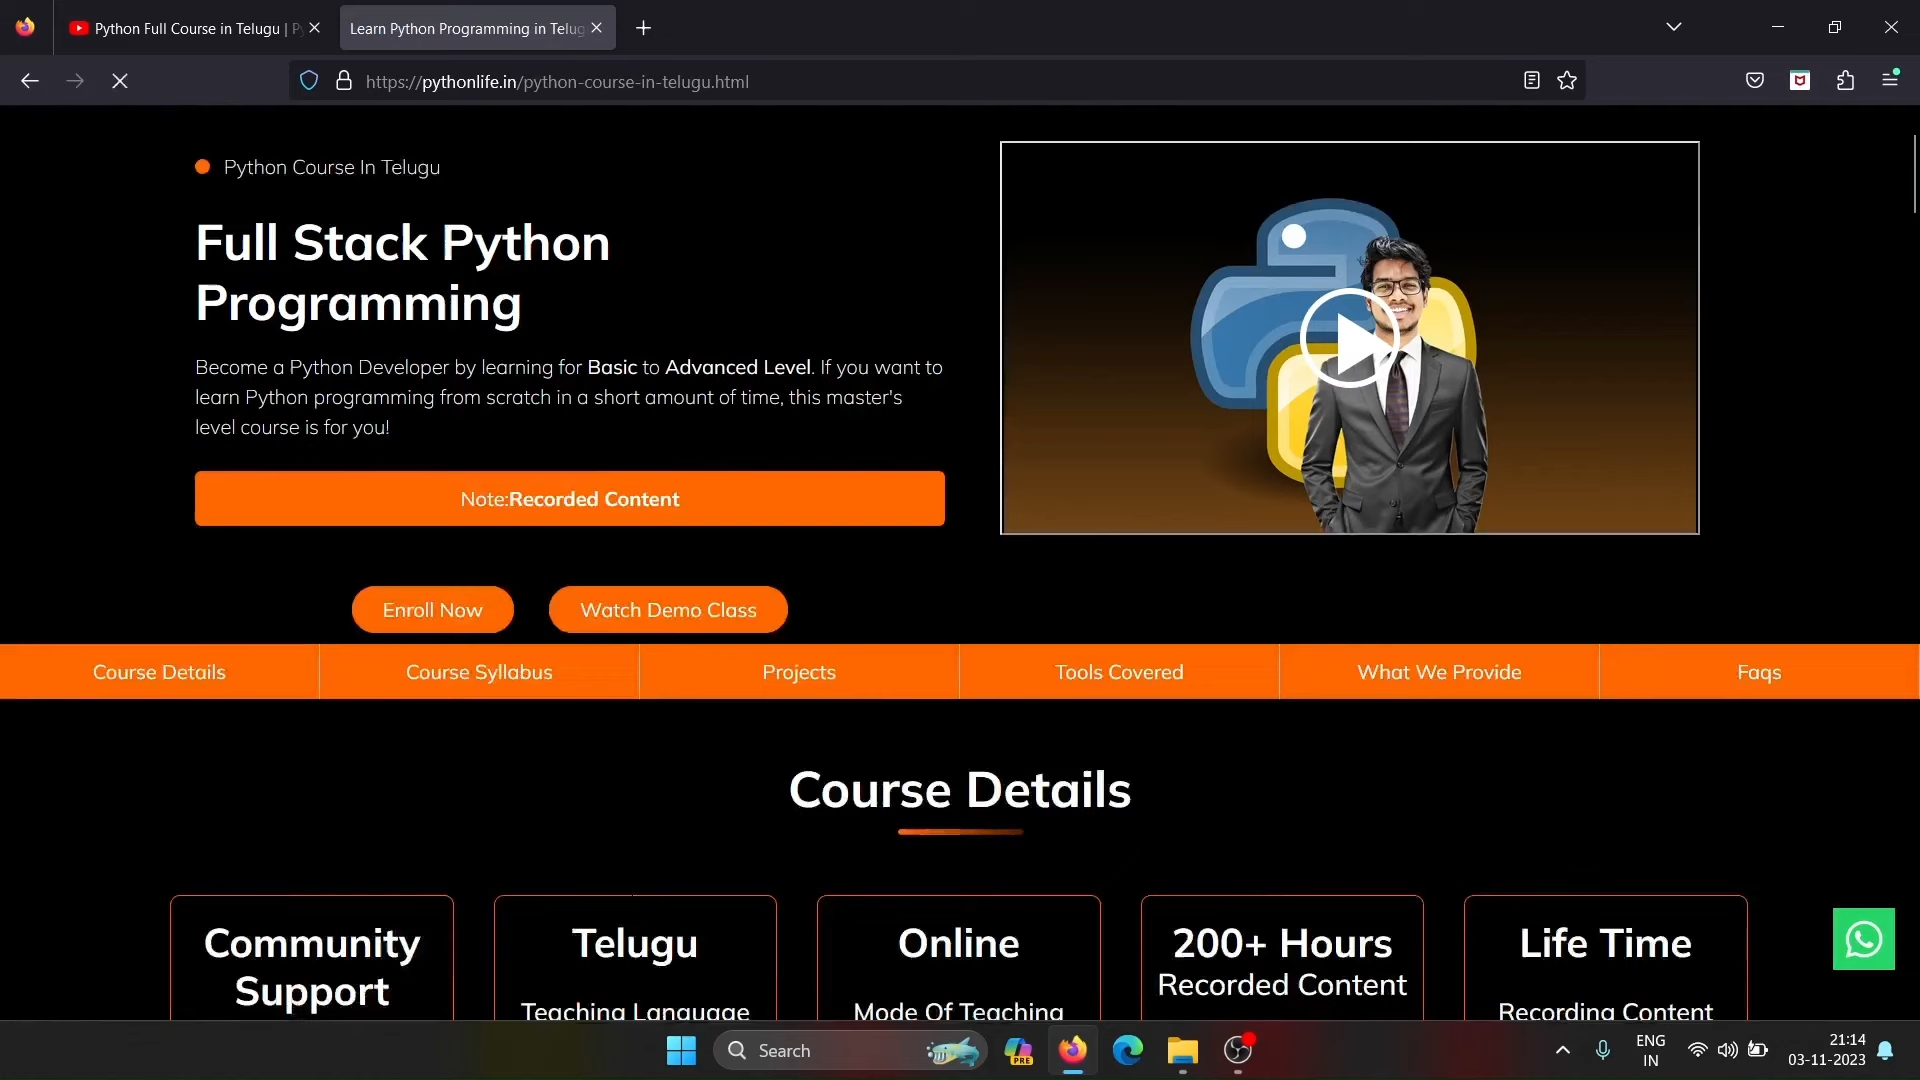 Python Full Course in Telugu | Py
Learn Python Programming in Telug
https://pythonlife.in/python-course-in-telugu.html
Python Course In Telugu
Full Stack Python
Programming
Become a Python Developer by learning for Basic to Advanced Level. If you want to
learn Python programming from scratch in a short amount of time, this master's
level course is for you!
Note:Recorded Content
Enroll Now
Watch Demo Class
Course Details
Course Syllabus
Projects
Tools Covered
What We Provide
Faqs
Course Details
Community
Support
Telugu
Teaching Language
Online
Mode Of Teaching
200+ Hours
Recorded Content
Life Time
Recording Content
Search
PRE
ENG
IN
21:14
03-11-2023